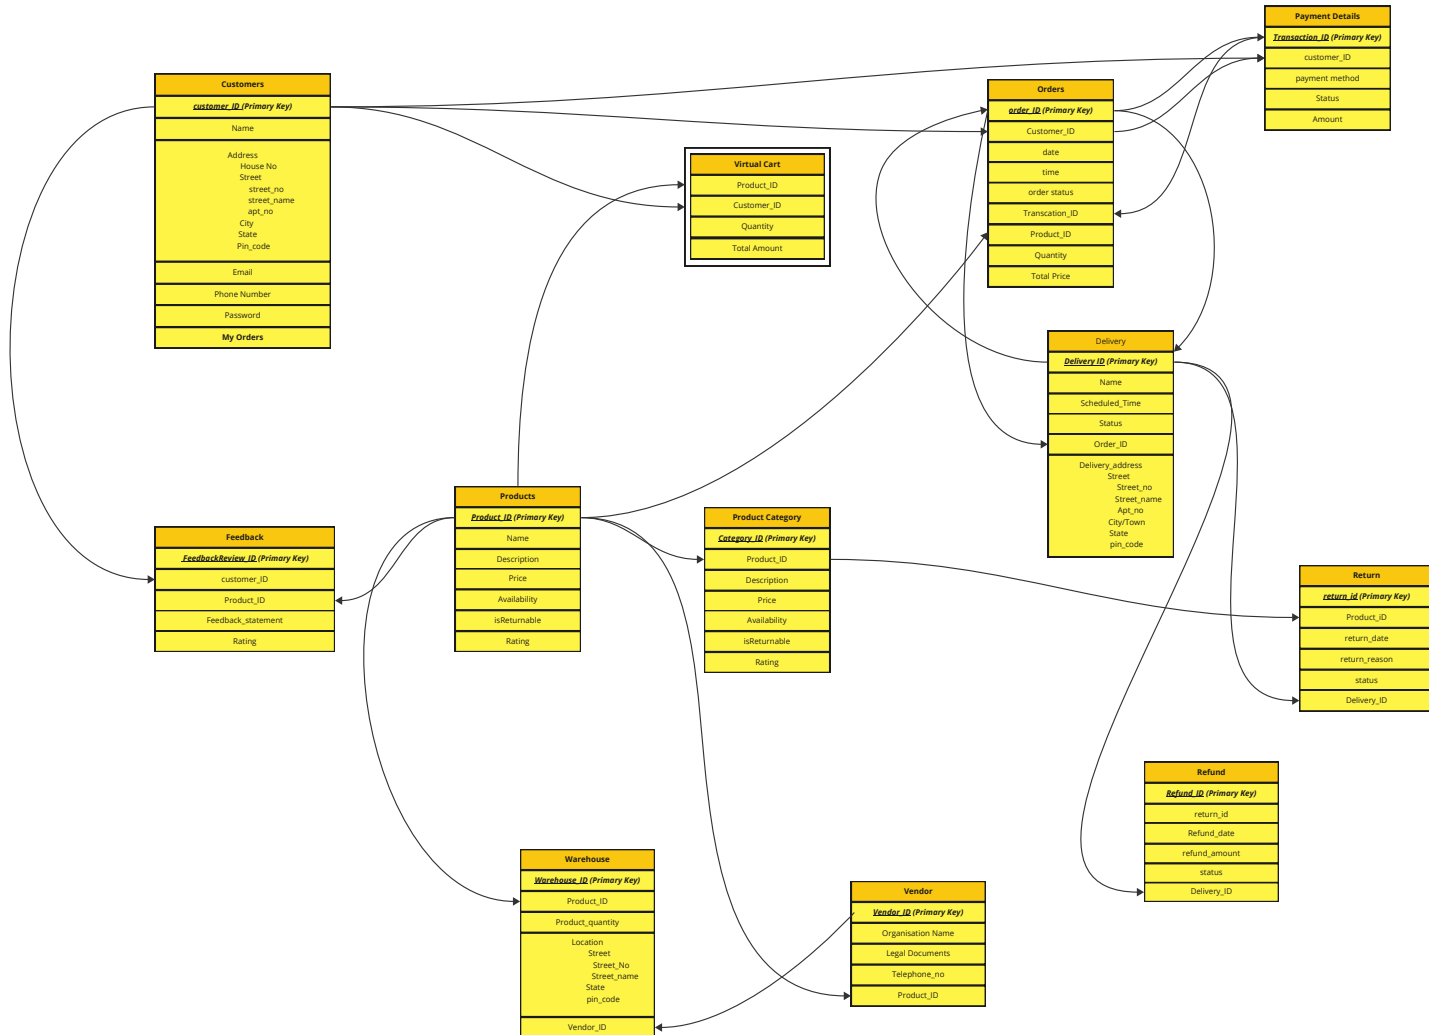 Payment Details
Transaction_ID (Primary Key)
customer_ID
payment method
Status
Amount
Customers
customer_ID (Primary Key)
Name
Address
House No
Street
street_no
street_name
apt_no
City
State
Pin_code
Email
Phone Number
Password
My Orders
Orders
order_ID (Primary Key)
Customer_ID
date
time
order status
Transcation_ID
Product_ID
Quantity
Total Price
Virtual Cart
Product_ID
Customer_ID
Quantity
Total Amount
Delivery
Delivery_ID (Primary Key)
Name
Scheduled_Time
Status
Order_ID
Delivery_address
Street
Street_no
Street_name
Apt_no
City/Town
State
pin_code
Products
Product_ID (Primary Key)
Name
Description
Price
Availability
isReturnable
Rating
Product Category
Category_ID (Primary Key)
Product_ID
Description
Price
Availability
isReturnable
Rating
Feedback
FeedbackReview_ID (Primary Key)
customer_ID
Product_ID
Feedback_statement
Rating
Return
return_id (Primary Key)
Product_iD
return_date
return_reason
status
Delivery_ID
Refund
Refund_ID (Primary Key)
return_id
Refund_date
refund_amount
status
Delivery_ID
Warehouse
Warehouse_ID (Primary Key)
Product_ID
Product_quantity
Location
Street
Street_No
Street_name
State
pin_code
Vendor_ID
Vendor
Vendor_ID (Primary Key)
Organisation Name
Legal Documents
Telephone_no
Product_ID